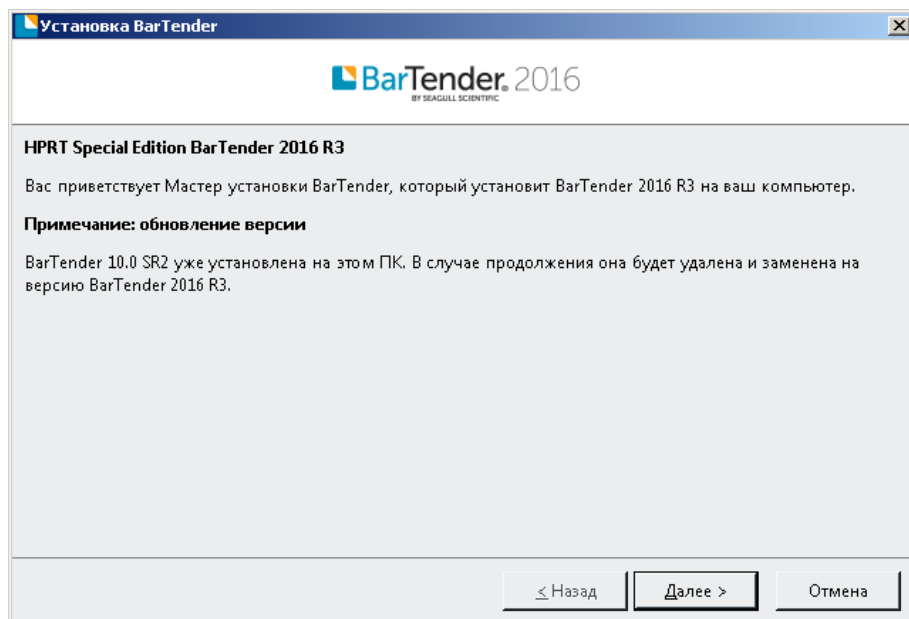 Установка BarTender
BarTender® 2016
BY SEAGULL SCIENTIFIC
HPRT Special Edition BarTender 2016 R3
Вас приветствует Мастер установки BarTender, который установит BarTender 2016 R3 на ваш компьютер.
Примечание: обновление версии
BarTender 10.0 SR2 уже установлена на этом ПК. В случае продолжения она будет удалена и заменена на
версию BarTender 2016 R3.
< Назад
Далее >
Отмена